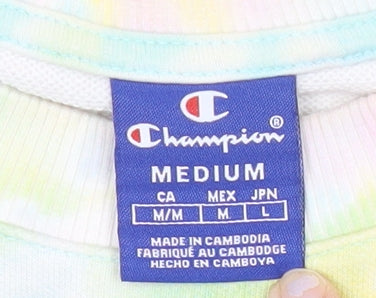 Champion®
MEDIUM
CA MEX JPN
M/M M L
MADE IN CAMBODIA
FABRIQUÉ AU CAMBODGE
HECHO EN CAMBOYA